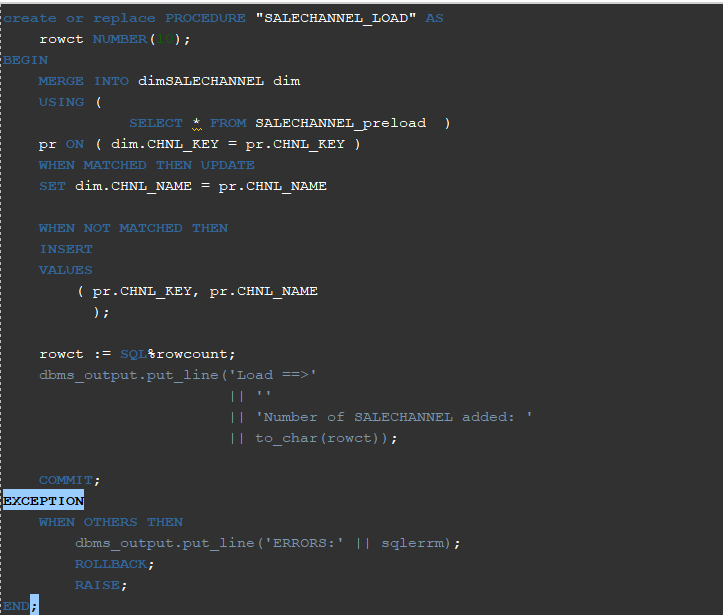 create or replace PROCEDURE "SALECHANNEL_LOAD" AS
rowct NUMBER(10);
BEGIN
MERGE INTO dimSALECHANNEL dim
USING (
SELECT * FROM SALECHANNEL_preload )
pr ON ( dim.CHNL_KEY = pr.CHNL_KEY )
WHEN MATCHED THEN UPDATE
SET dim.CHNL_NAME = pr.CHNL_NAME
WHEN NOT MATCHED THEN
INSERT
VALUES
( pr.CHNL_KEY, pr.CHNL_NAME
);
rowct := SQL%rowcount;
dbms_output.put_line('Load ==>'
|| ''
|| 'Number of SALECHANNEL added: '
|| to_char(rowct));
COMMIT;
EXCEPTION
WHEN OTHERS THEN
dbms_output.put_line('ERRORS:' || sqlerrm);
ROLLBACK;
RAISE;
END;